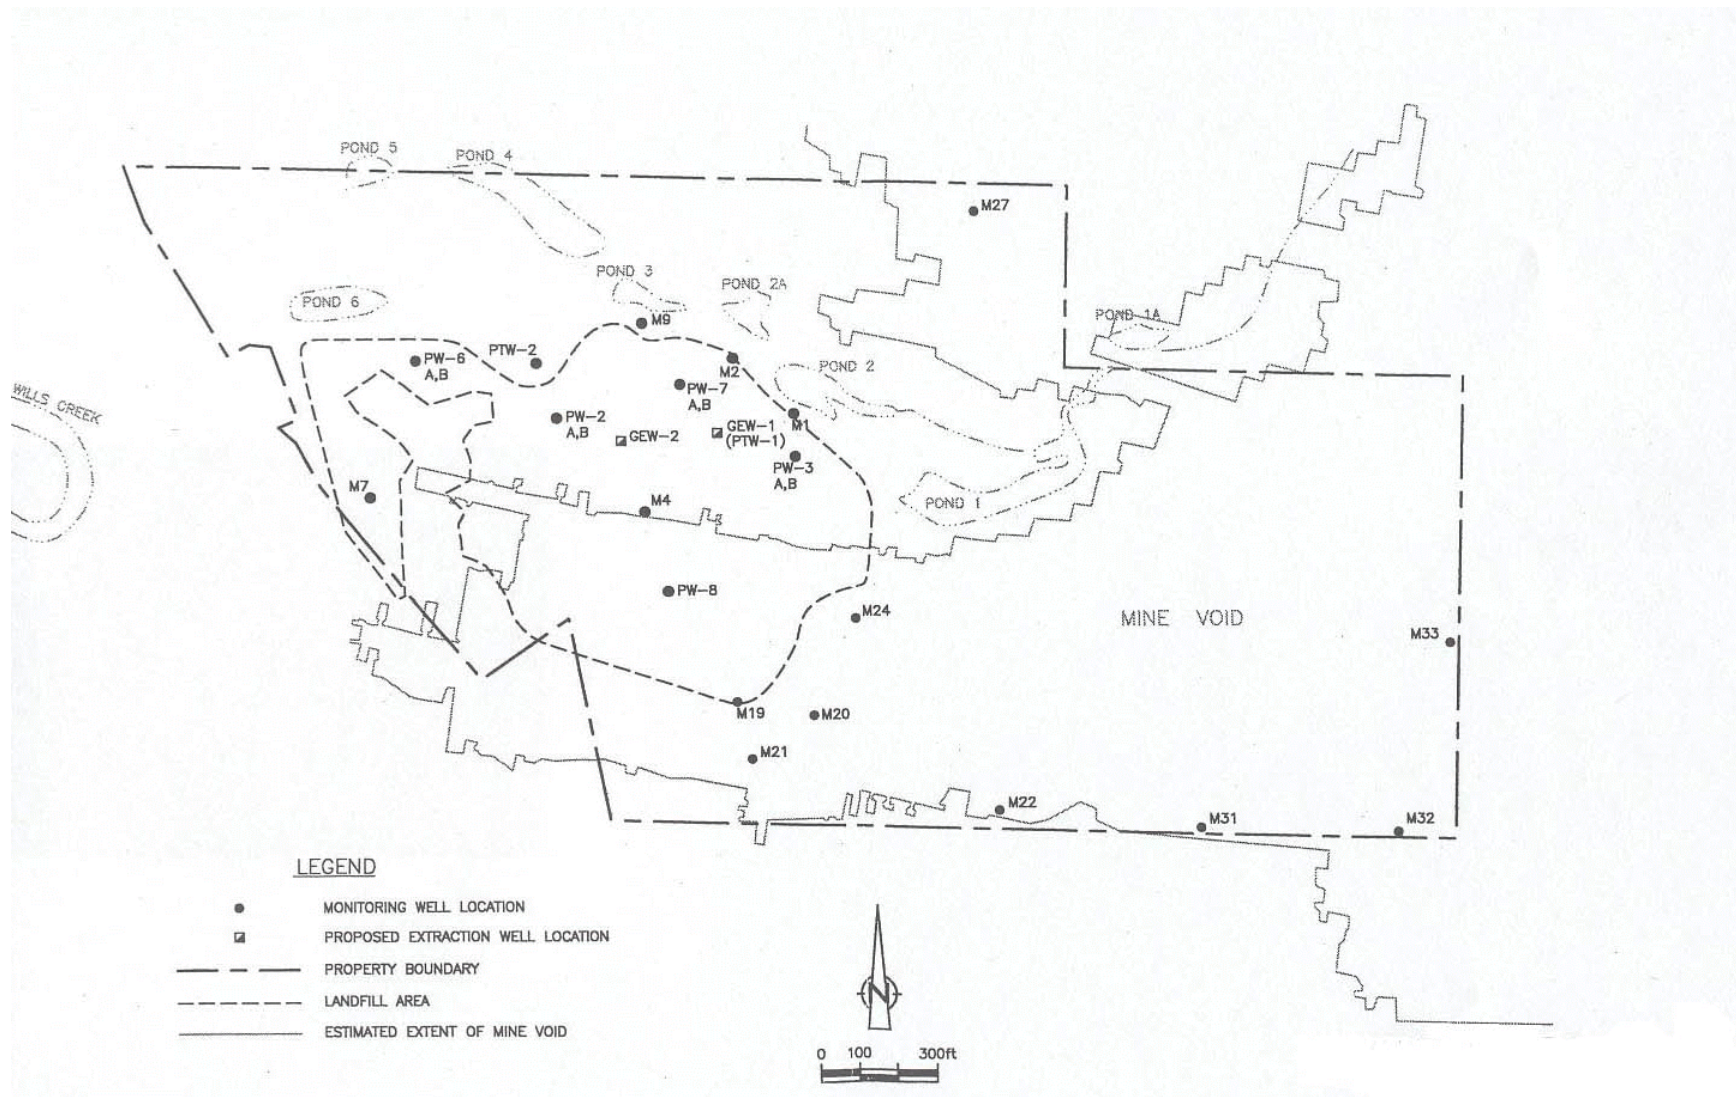 POND 5
POND 4
M27
POND 3
POND 2A
POND 6
POND 1A
M9
PTW-2
PW-6
A,B
M2
POND 2
PW-7
A,B
WILLS CREEK
PW-2
A,B
GEW-2
GEW-1
(PTW-1)
M1
PW-3
A,B
M7
M4
POND 1
PW-8
M24
MINE VOID
M33
M19
M20
M21
M22
M31
M32
LEGEND
MONITORING WELL LOCATION
PROPOSED EXTRACTION WELL LOCATION
PROPERTY BOUNDARY
LANDFILL AREA
ESTIMATED EXTENT OF MINE VOID
N
0 100 300ft